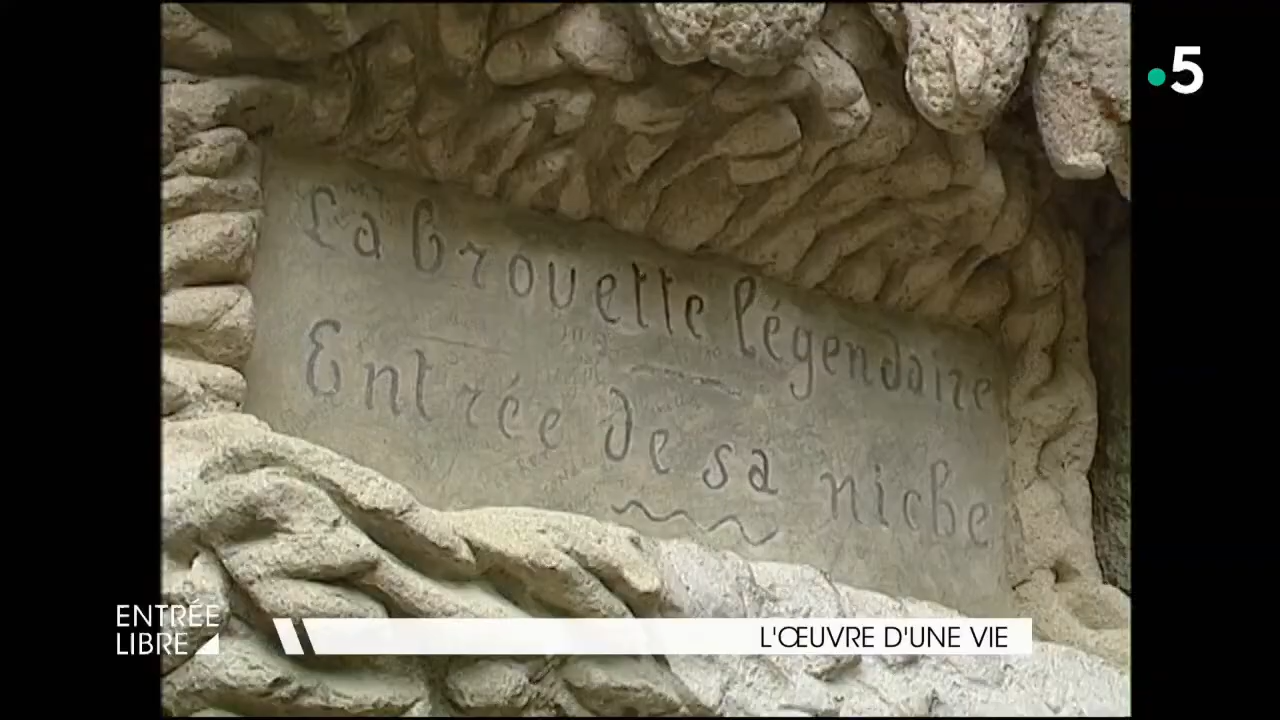 5
La brouette légendaire
Entrée de sa niche
ENTRÉE
LIBRE
L'ŒUVRE D'UNE VIE